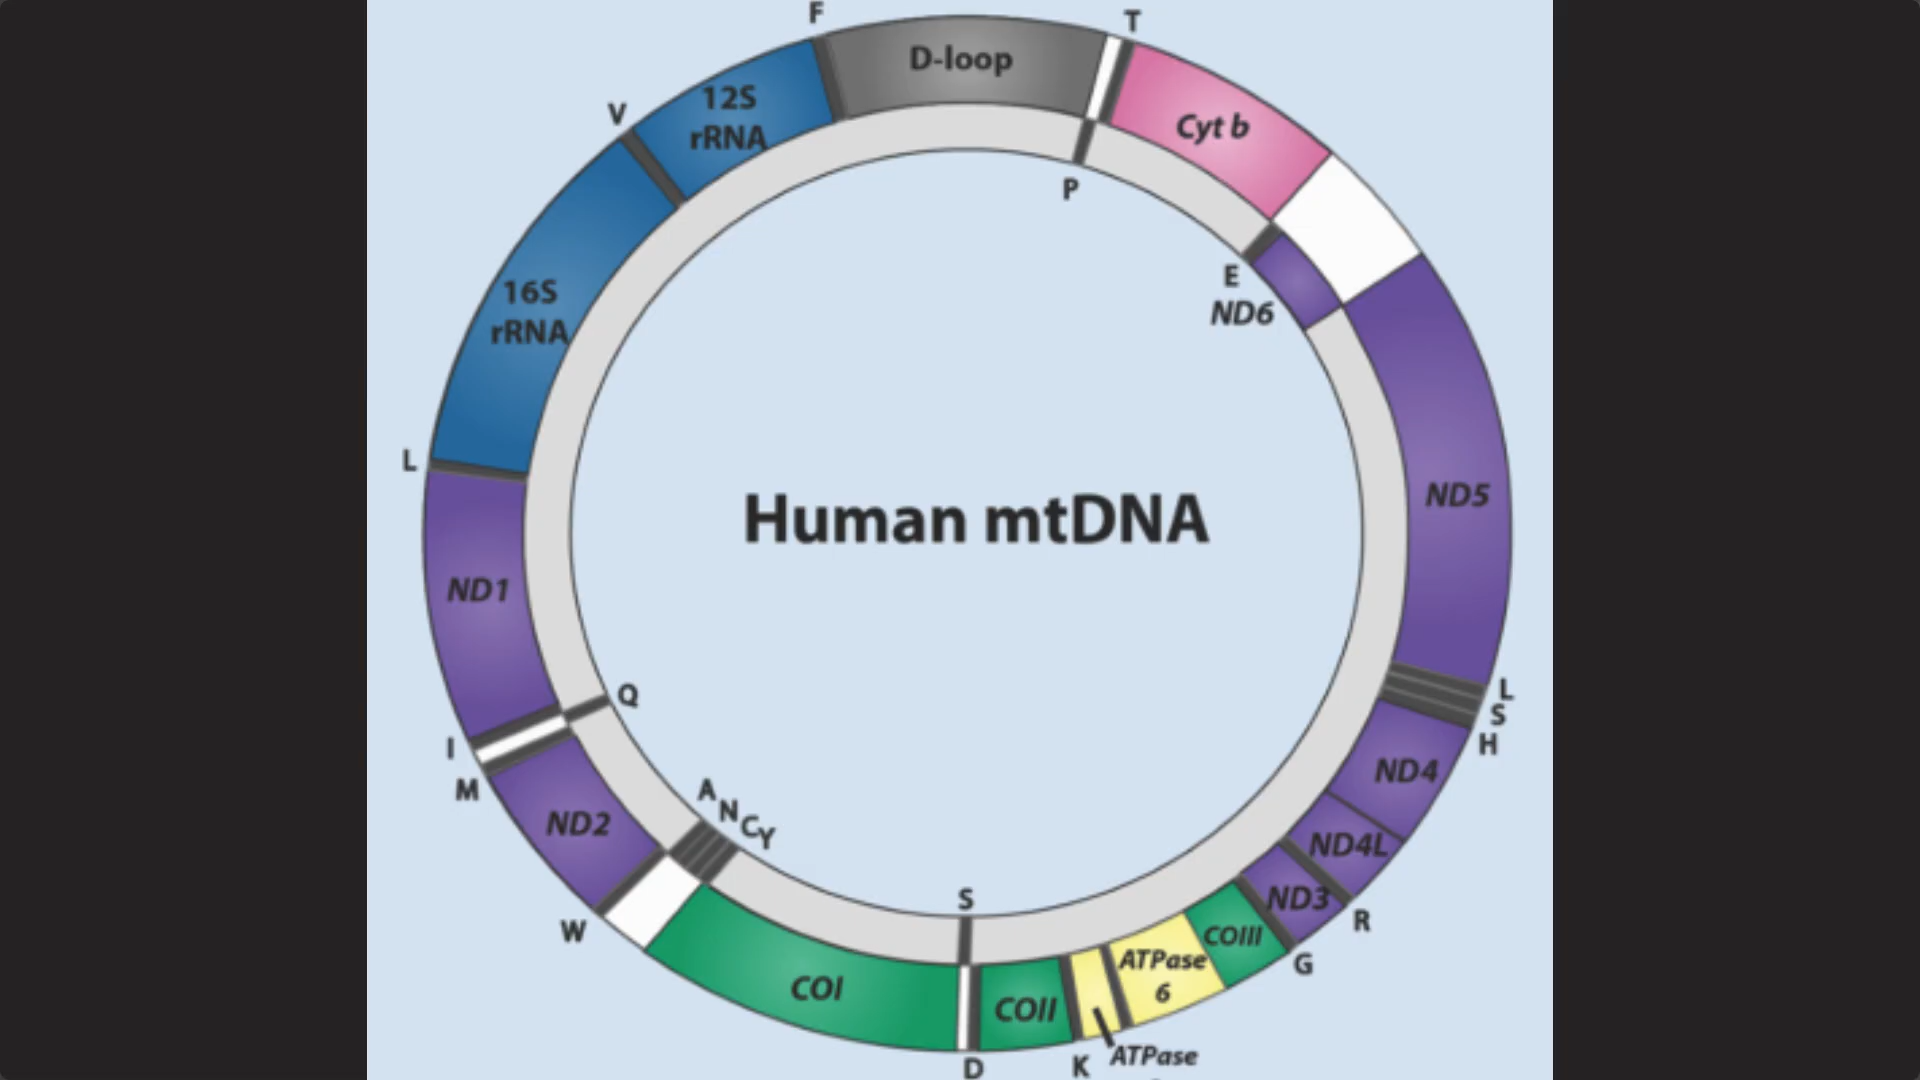 F
T
D-loop
12S
rRNA
V
Cyt b
P
E
ND6
16S
rRNA
L
ND5
Human mtDNA
ND1
Q
L
S
H
I
M
ND4
A
N
C
Y
ND2
ND4L
W
S
ND3
R
COIII
G
COI
COII
ATPase
6
D
K
ATPase